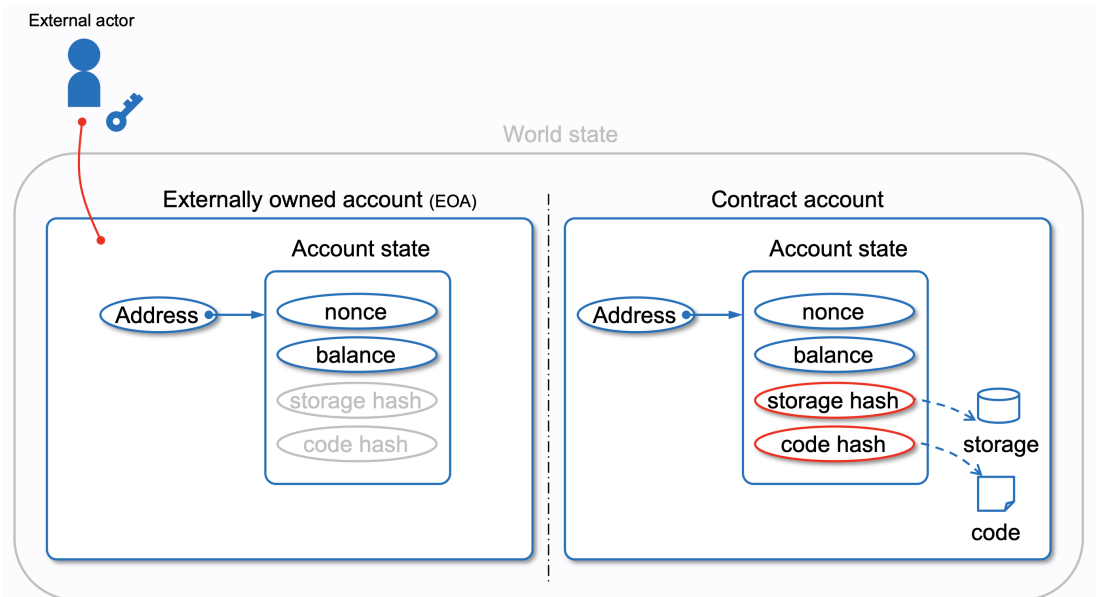 External actor
World state
Externally owned account (EOA)
Account state
Address
nonce
balance
storage hash
code hash
Contract account
Account state
Address
nonce
balance
storage hash
code hash
storage
code